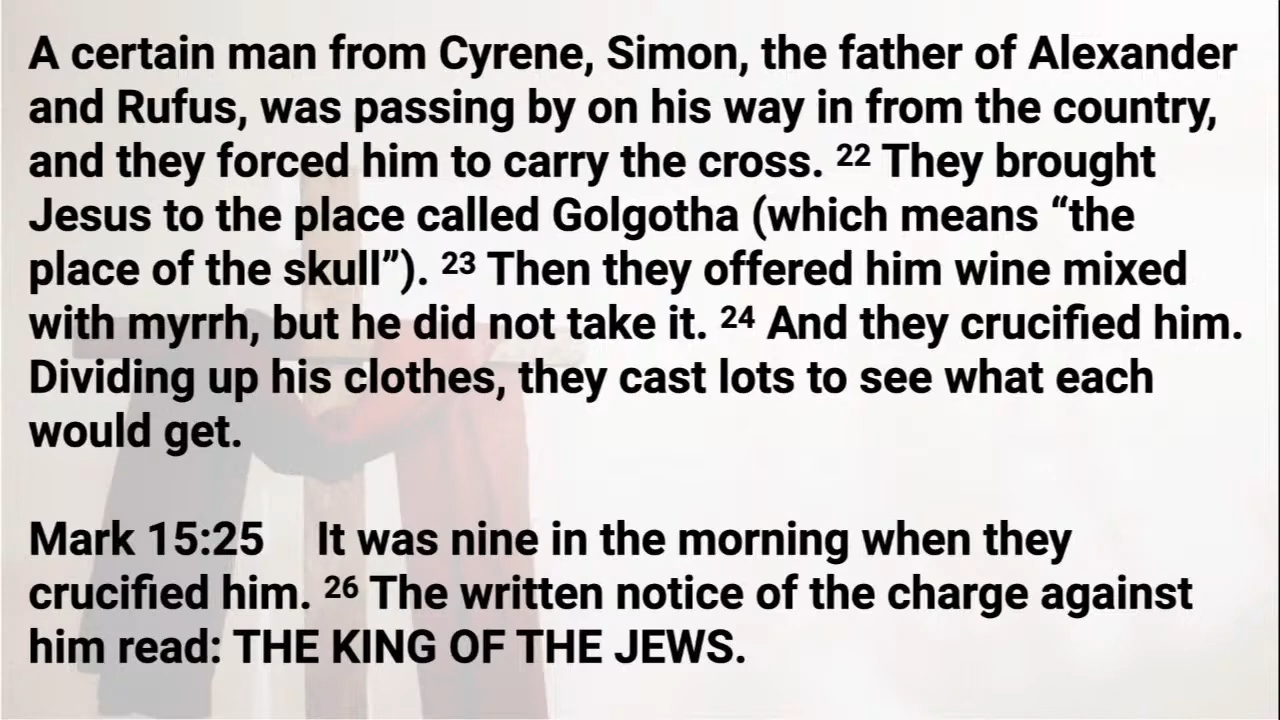 A certain man from Cyrene, Simon, the father of Alexander
and Rufus, was passing by on his way in from the country,
and they forced him to carry the cross. 22 They brought
Jesus to the place called Golgotha (which means “the
place of the skull”). 23 Then they offered him wine mixed
with myrrh, but he did not take it. 24 And they crucified him.
Dividing up his clothes, they cast lots to see what each
would get.
Mark 15:25 It was nine in the morning when they
crucified him. 26 The written notice of the charge against
him read: THE KING OF THE JEWS.